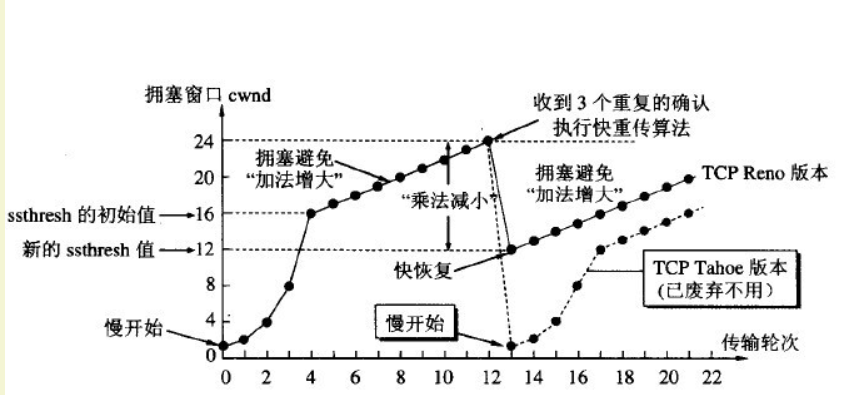 拥塞窗口 cwnd
收到 3 个重复的确认
执行快重传算法
24
拥塞避免
“加法增大”
拥塞避免
“加法增大”
TCP Reno 版本
20
“乘法减小”
ssthresh 的初始值
16
新的 ssthresh 值
12
快恢复
TCP Tahoe 版本
(已废弃不用)
8
慢开始
4
慢开始
传输轮次
0
0 2 4 6 8 10 12 14 16 18 20 22